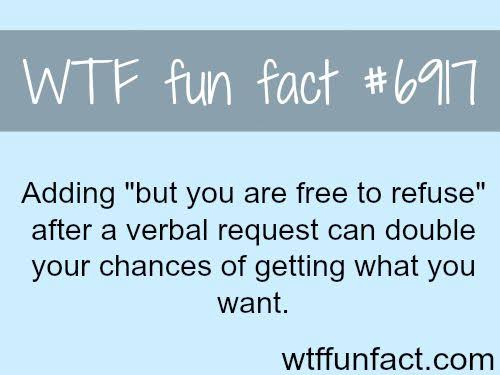 WTF fun fact #6917
Adding "but you are free to refuse"
after a verbal request can double
your chances of getting what you
want.
wtffunfact.com